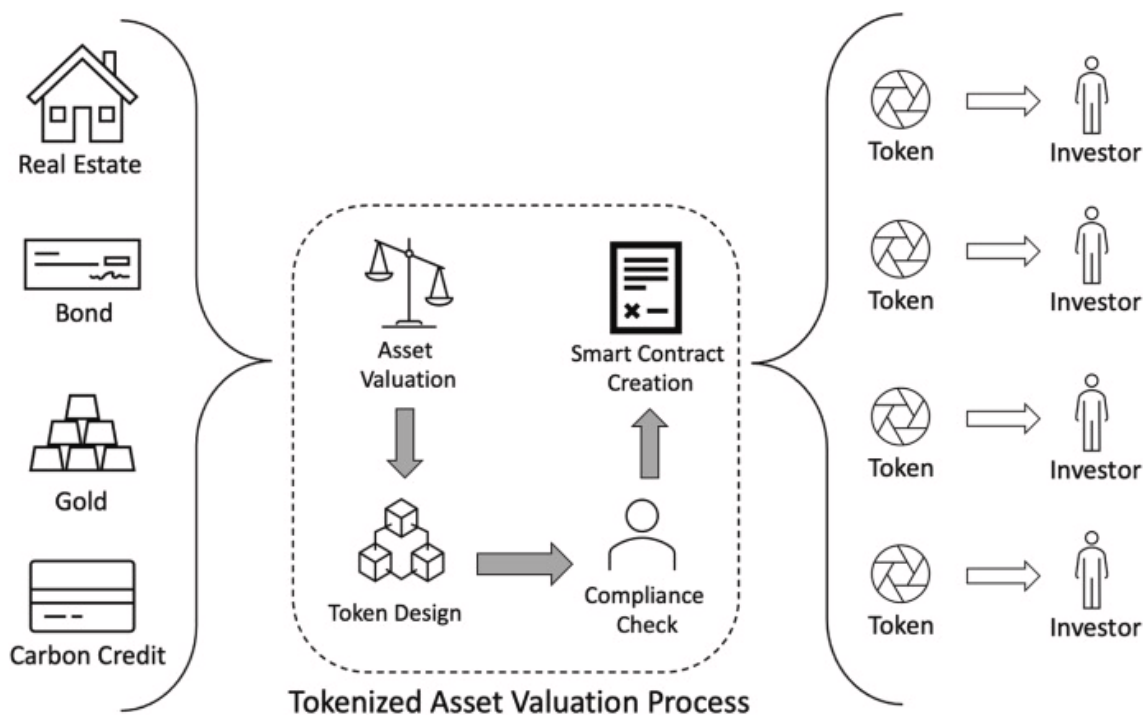 Real Estate
Bond
Gold
Carbon Credit
Asset
Valuation
Token Design
Compliance
Check
Smart Contract
Creation
Tokenized Asset Valuation Process
Token
Investor
Token
Investor
Token
Investor
Token
Investor